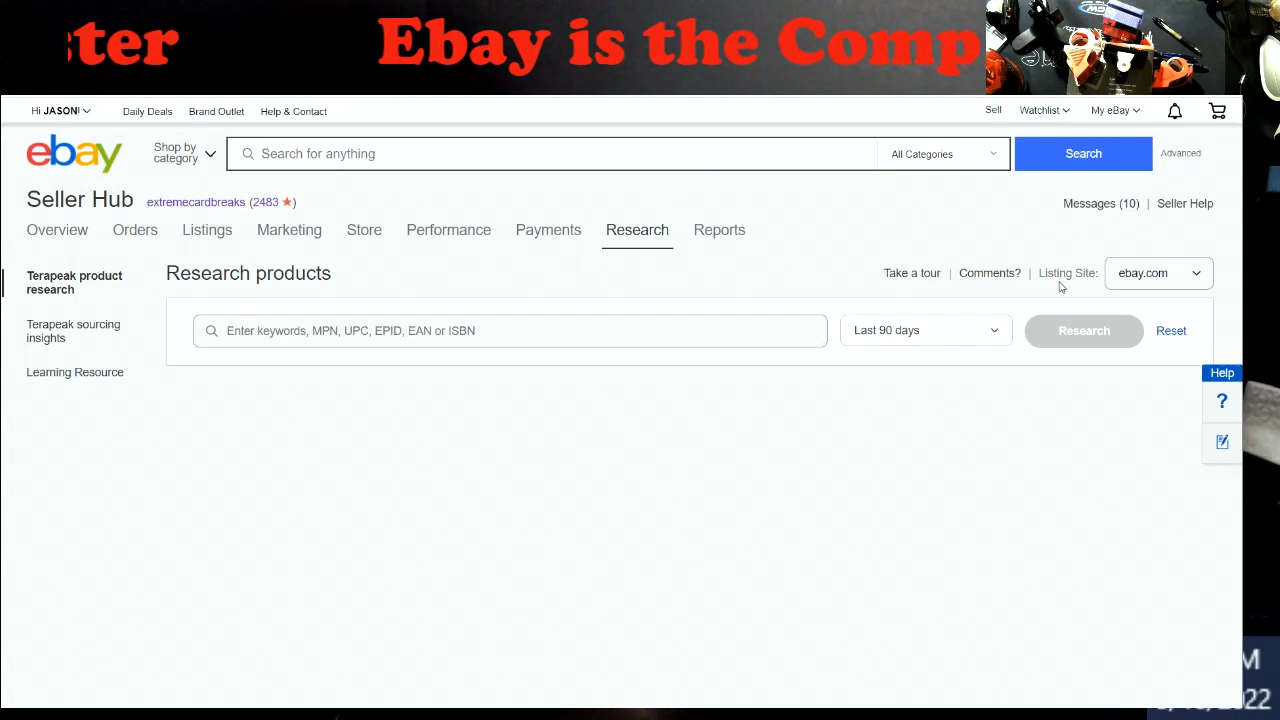 ter Ebay is the Comp
Hi JASON! Daily Deals Brand Outlet Help & Contact Sell Watchlist My eBay
ebay Shop by category Search for anything All Categories Search Advanced
Seller Hub extremecardbreaks (2483 ★) Messages (10) | Seller Help
Overview Orders Listings Marketing Store Performance Payments Research Reports
Terapeak product research
Research products Take a tour | Comments? | Listing Site: ebay.com
Terapeak sourcing insights
Enter keywords, MPN, UPC, EPID, EAN or ISBN Last 90 days Research Reset
Learning Resource
Help
?
M